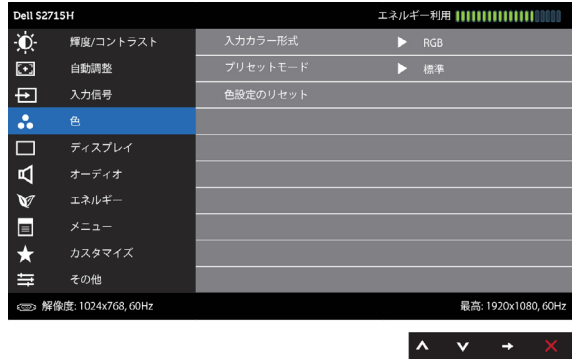 Dell S2715H エネルギー利用
輝度/コントラスト 入力カラー形式 RGB
自動調整 プリセットモード 標準
入力信号 色設定のリセット
色
ディスプレイ
オーディオ
エネルギー
メニュー
カスタマイズ
その他
解像度: 1024x768, 60Hz 最高: 1920x1080, 60Hz